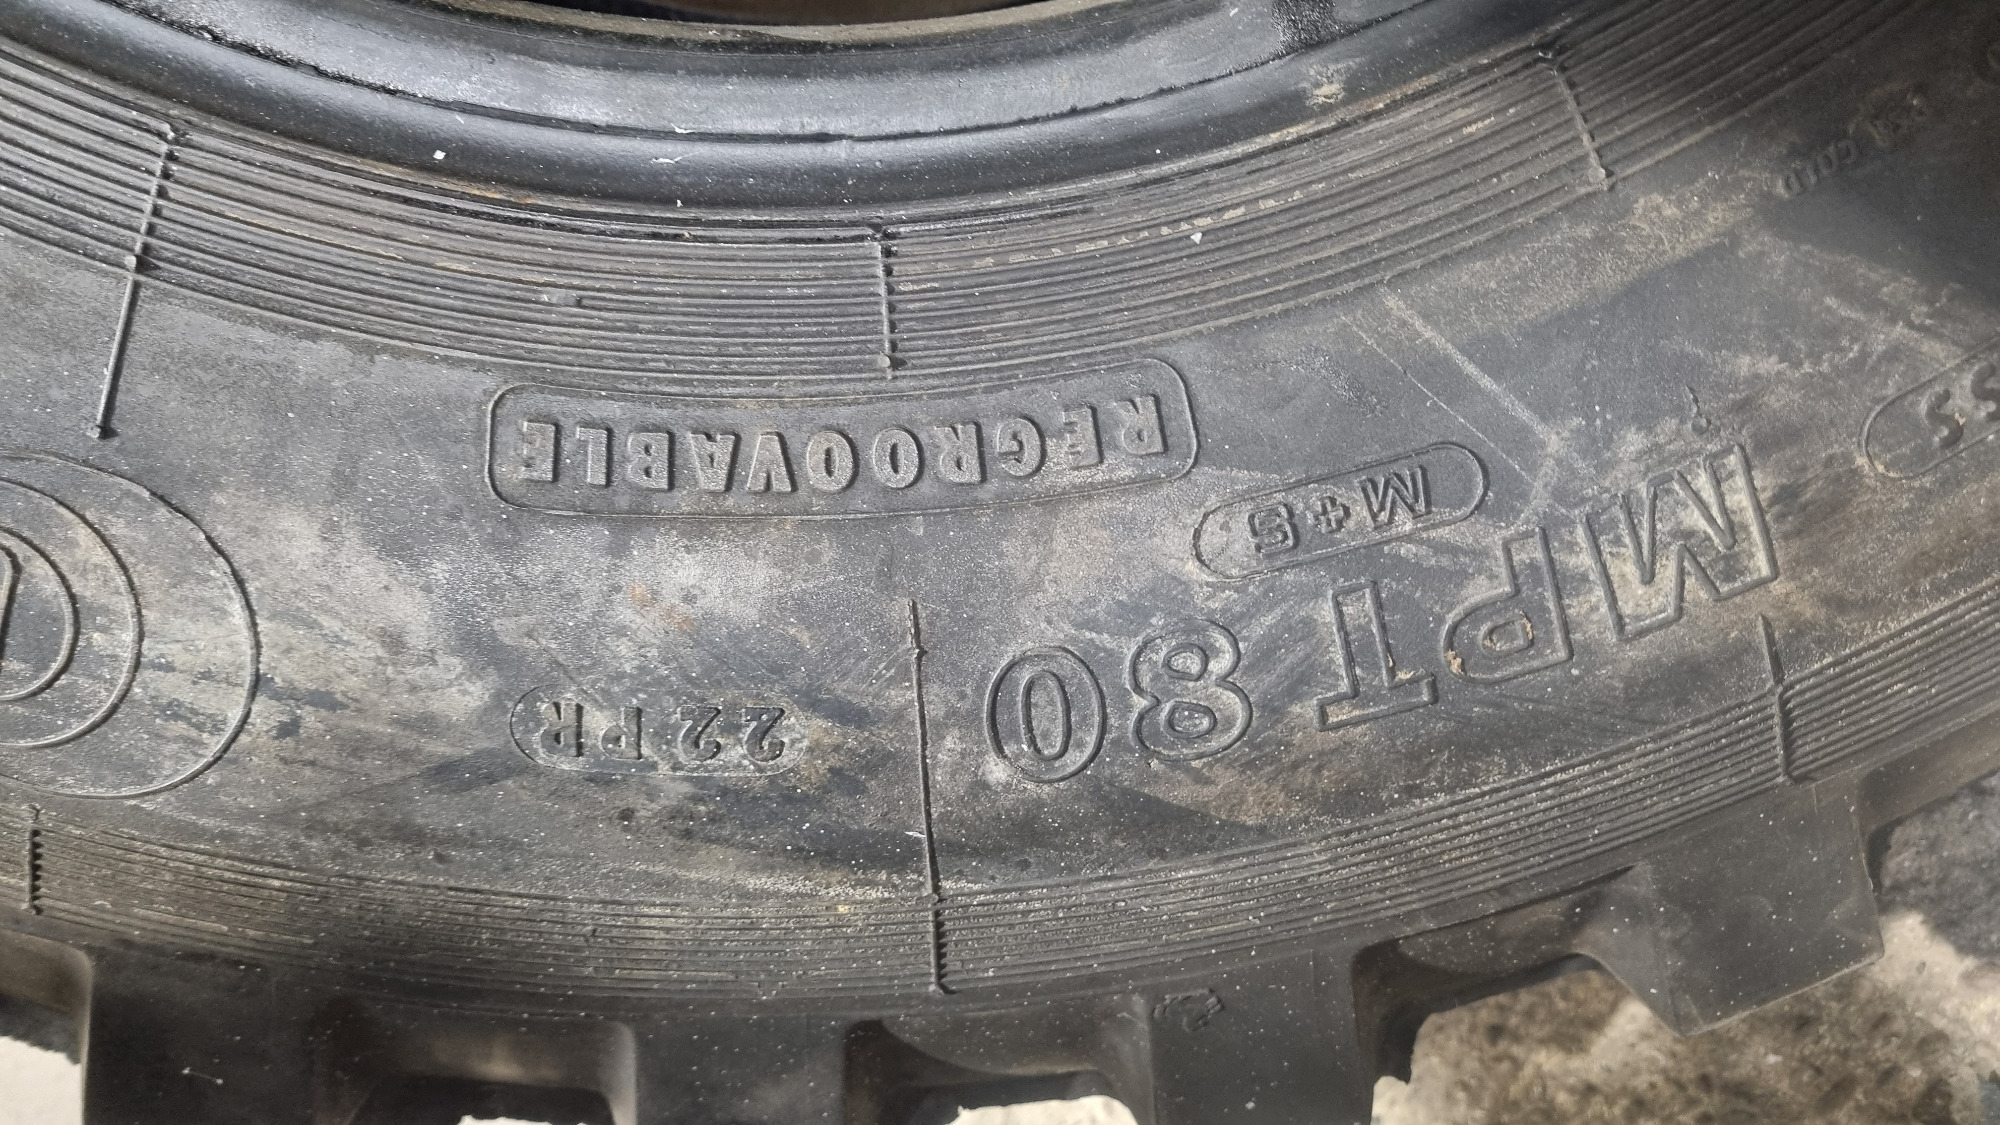 MPT 80
M+S
REGROOVABLE
22 PR